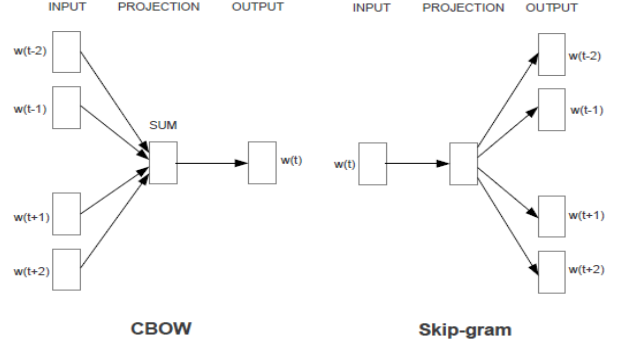 INPUT PROJECTION OUTPUT
w(t-2)
w(t-1)
SUM
w(t)
w(t+1)
w(t+2)
CBOW
INPUT PROJECTION OUTPUT
w(t-2)
w(t-1)
w(t)
w(t+1)
w(t+2)
Skip-gram